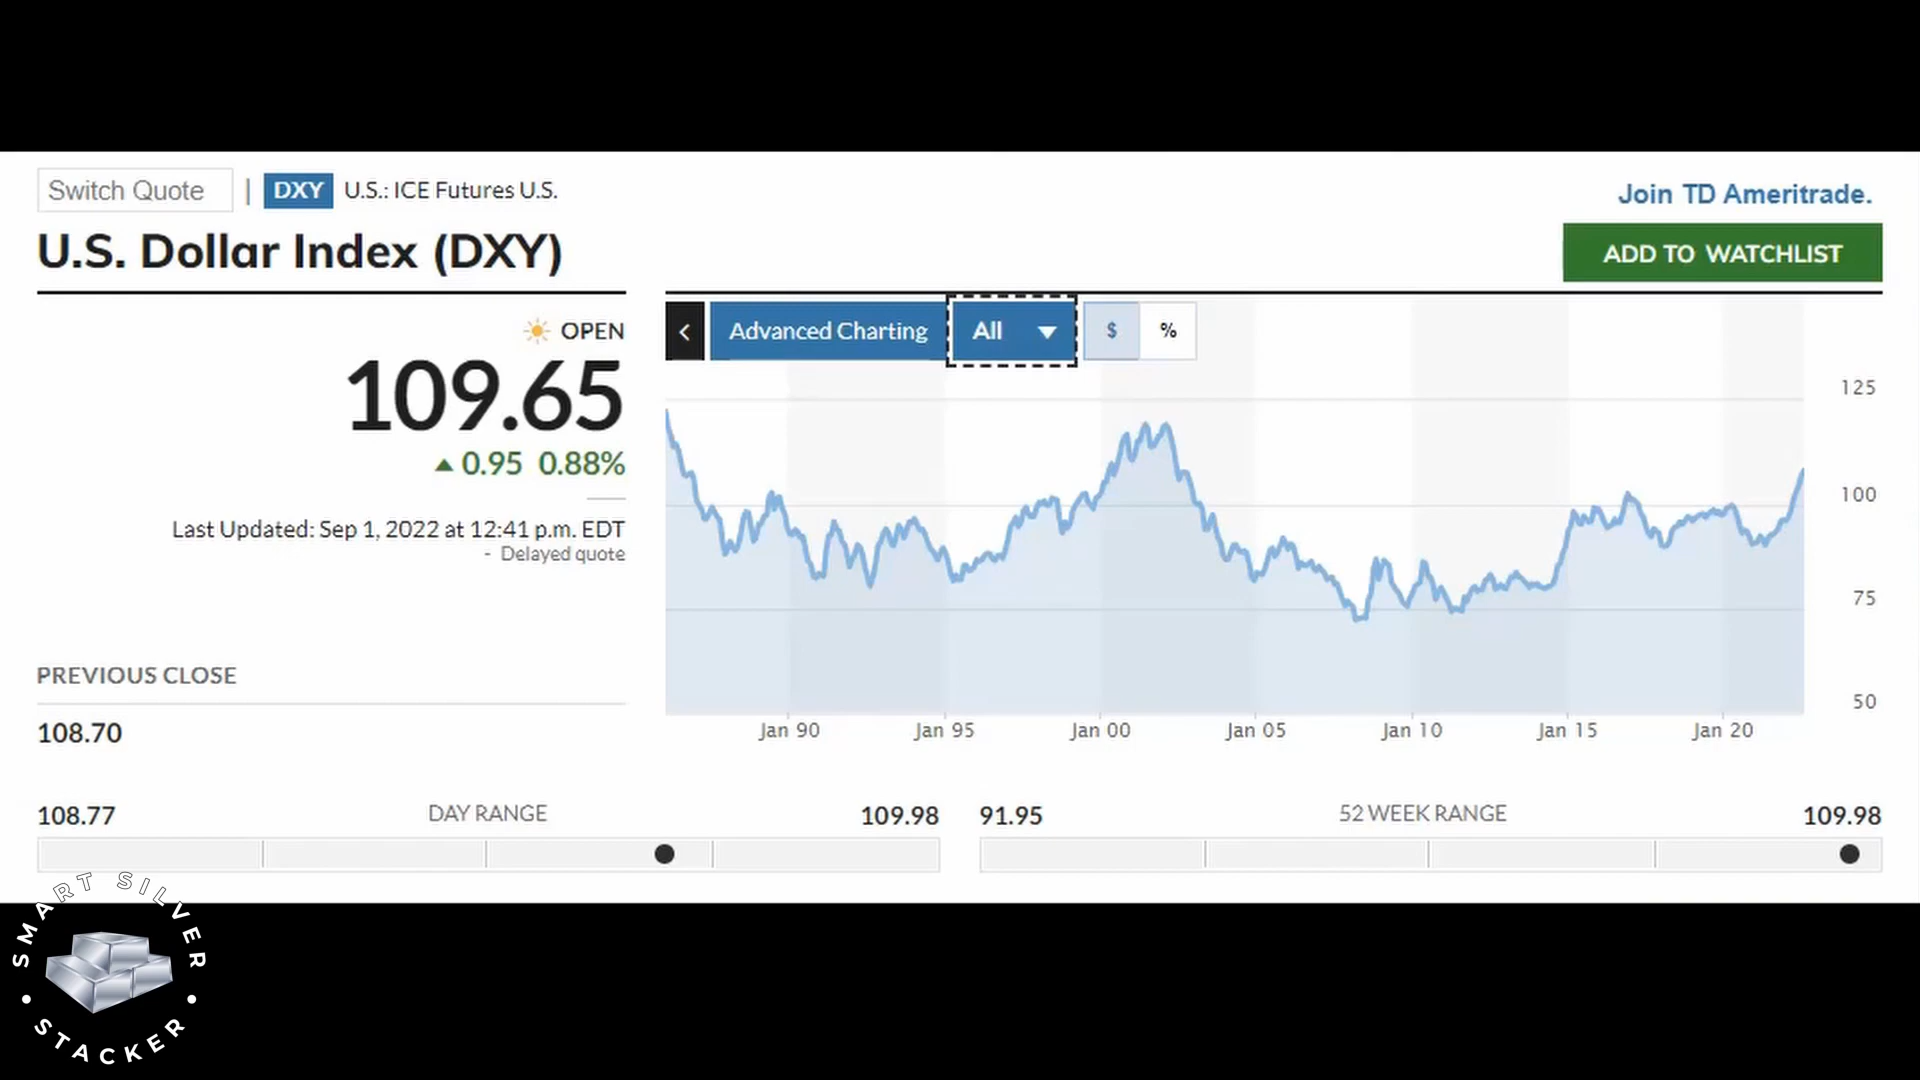 Switch Quote | DXY U.S.: ICE Futures U.S.
Join TD Ameritrade.
U.S. Dollar Index (DXY)
ADD TO WATCHLIST
OPEN
109.65
0.95 0.88%
Last Updated: Sep 1, 2022 at 12:41 p.m. EDT
- Delayed quote
PREVIOUS CLOSE
108.70
Advanced Charting All $ %
125
100
75
50
Jan 90 Jan 95 Jan 00 Jan 05 Jan 10 Jan 15 Jan 20
108.77 DAY RANGE 109.98
91.95 52 WEEK RANGE 109.98
SMART SILVER
STACKER